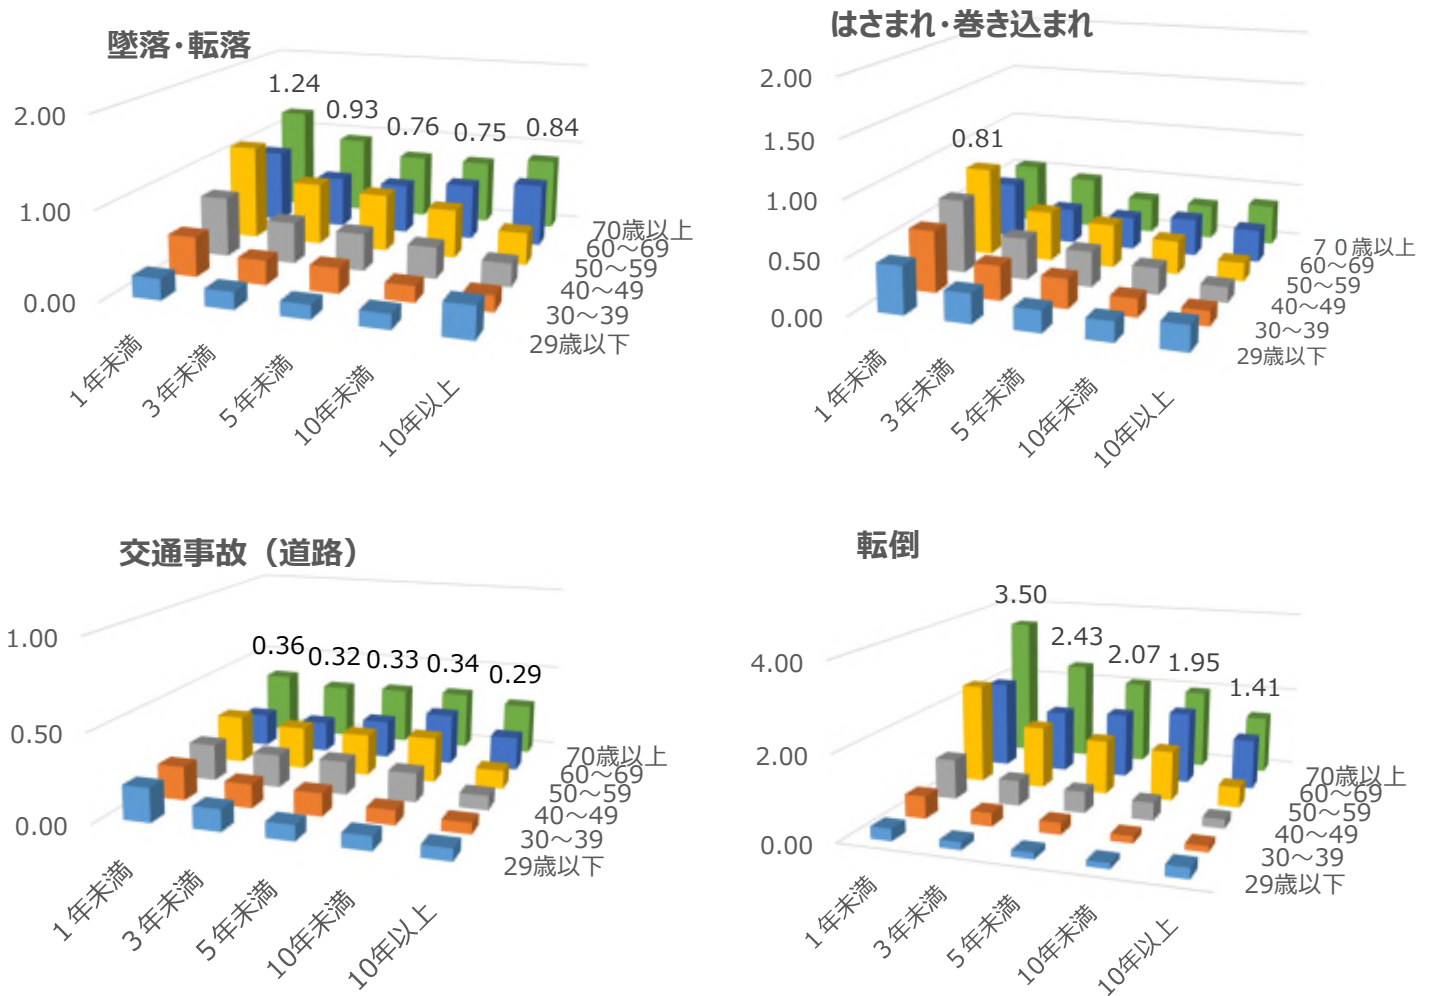 墜落・転落
1.24
0.93
0.76
0.75
0.84
2.00
1.00
0.00
70歳以上
60～69
50～59
40～49
30～39
29歳以下
１年未満
３年未満
５年未満
10年未満
10年以上
はさまれ・巻き込まれ
0.81
2.00
1.50
1.00
0.50
0.00
７０歳以上
60～69
50～59
40～49
30～39
29歳以下
１年未満
３年未満
５年未満
10年未満
10年以上
交通事故（道路）
0.36
0.32
0.33
0.34
0.29
1.00
0.50
0.00
70歳以上
60～69
50～59
40～49
30～39
29歳以下
１年未満
３年未満
５年未満
10年未満
10年以上
転倒
3.50
2.43
2.07
1.95
1.41
4.00
2.00
0.00
70歳以上
60～69
50～59
40～49
30～39
29歳以下
１年未満
３年未満
５年未満
10年未満
10年以上